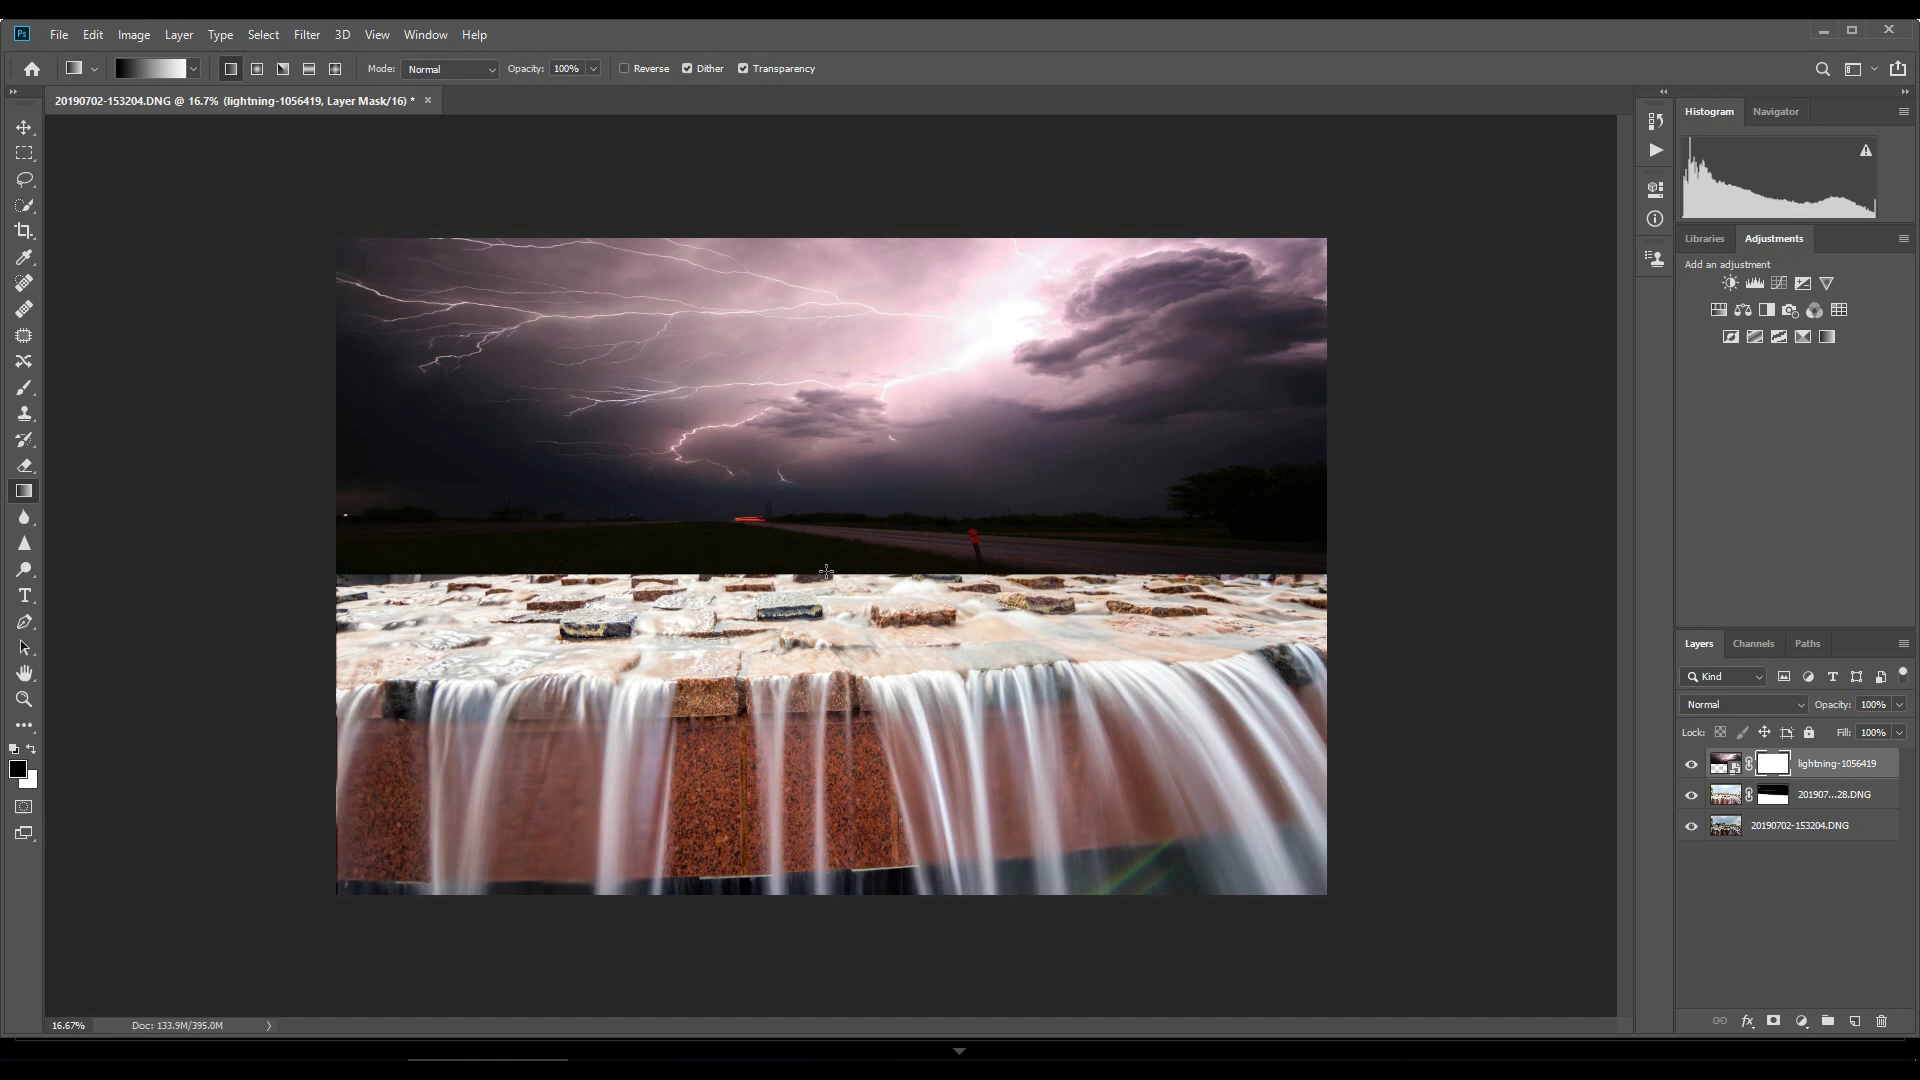 Ps File Edit Image Layer Type Select Filter 3D View Window Help
Mode: Normal Opacity: 100% Reverse Dither Transparency
20190702-153204.DNG @ 16.7% (lightning-1056419, Layer Mask/16) *
Histogram Navigator
Libraries Adjustments
Add an adjustment
Layers Channels Paths
Kind
Normal Opacity: 100%
Lock: Fill: 100%
lightning-1056419
201907...28.DNG
20190702-153204.DNG
16.67% Doc: 133.9M/395.0M